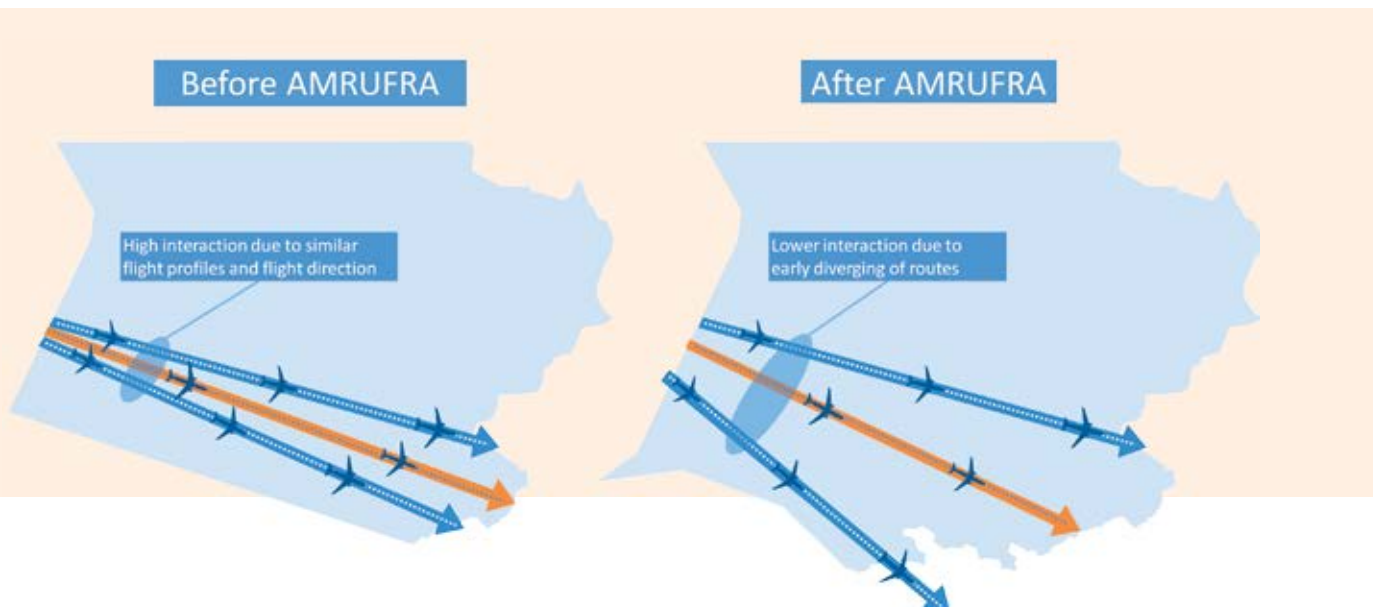 Before AMRUFRA
After AMRUFRA
High interaction due to similar
flight profiles and flight direction
Lower interaction due to
early diverging of routes